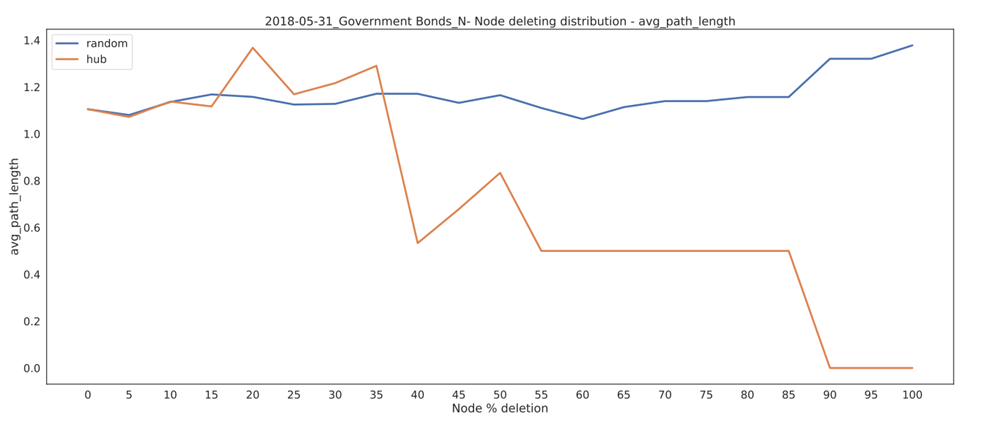 2018-05-31_Government Bonds_N- Node deleting distribution - avg_path_length
random
hub
avg_path_length
1.4
1.2
1.0
0.8
0.6
0.4
0.2
0.0
0 5 10 15 20 25 30 35 40 45 50 55 60 65 70 75 80 85 90 95 100
Node % deletion